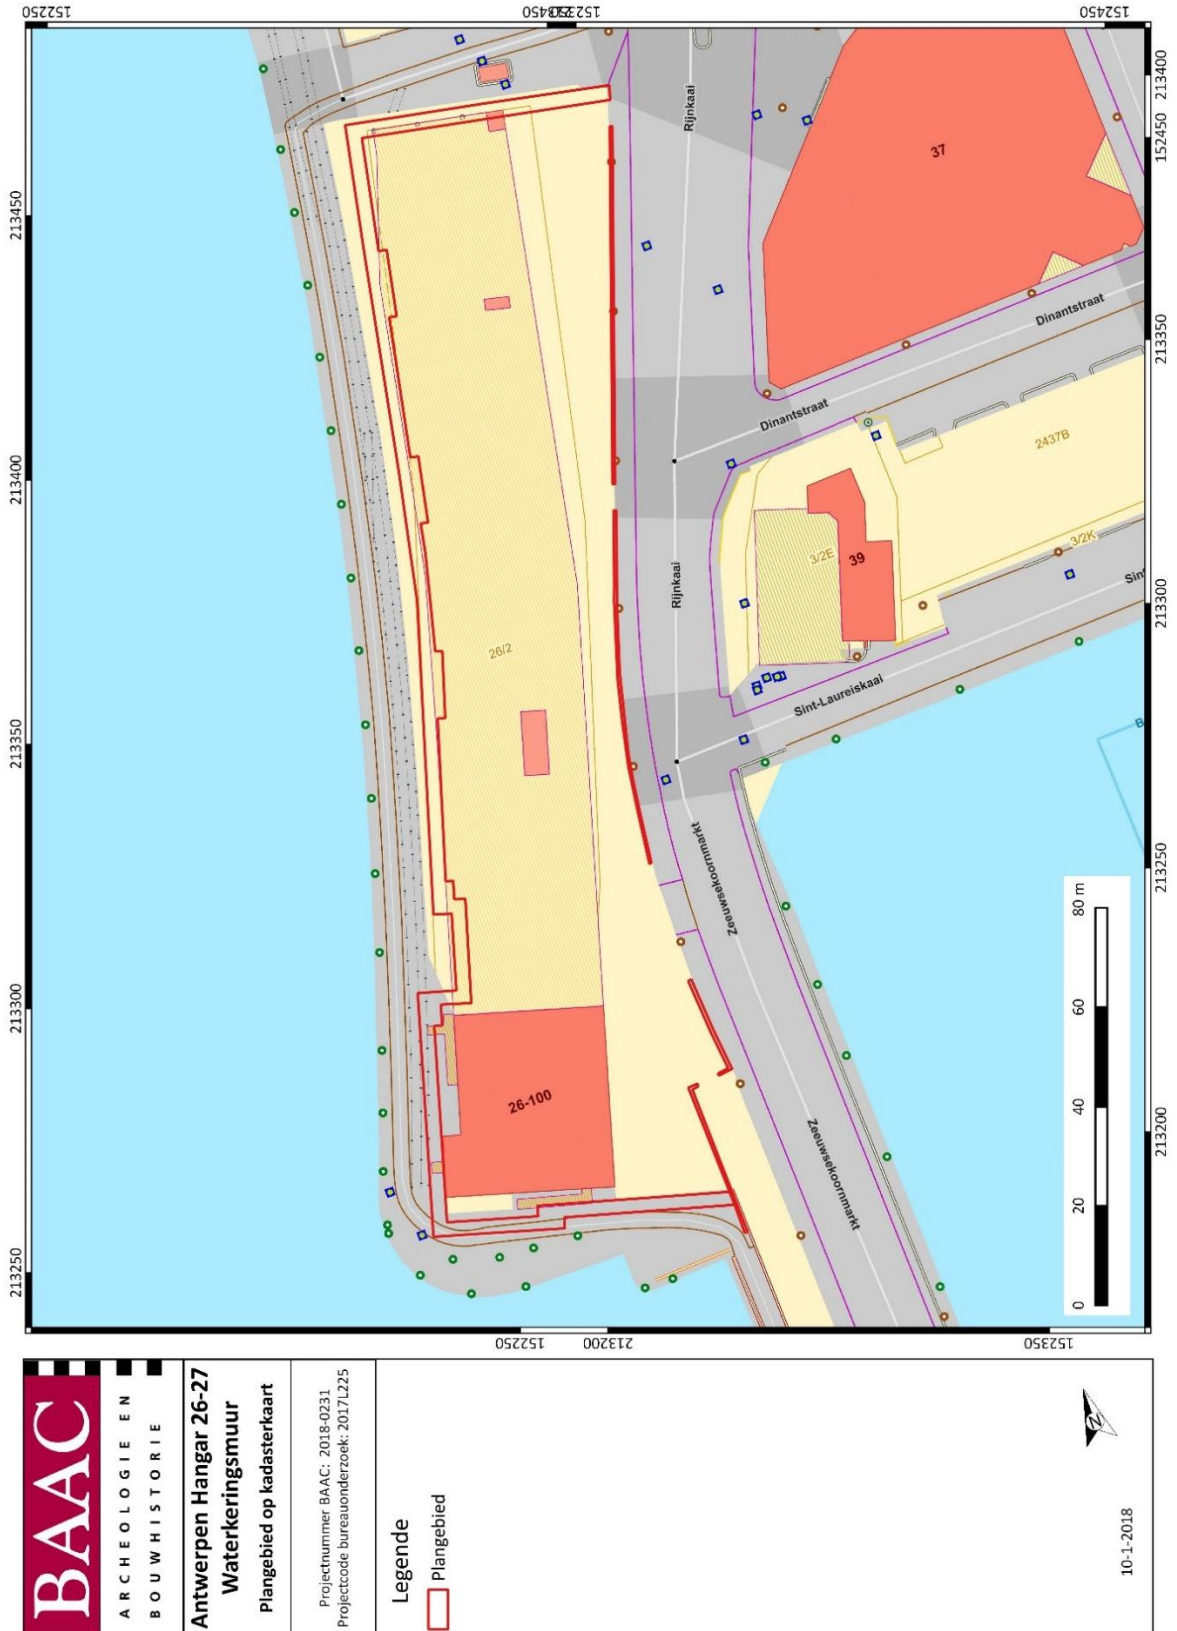 BAAC
ARCHEOLOGIE EN
BOUWHISTORIE
Antwerpen Hangar 26-27
Waterkeringsmuur
Plangebied op kadasterkaart
Projectnummer BAAC: 2018-0231
Projectcode bureauonderzoek: 2017L225
Legende
Plangebied
10-1-2018
N
152250
152450
152350
213250
213300
213350
213400
213450
152250
213200
152350
213200
213250
213300
213350
152450
213400
Rijnkaai
Rijnkaai
37
Dinantstraat
Dinantstraat
2437B
3/2E
39
3/2K
Sint
Sint-Laureiskaai
B
26/2
Zeeuwsekoornmarkt
Zeeuwsekoornmarkt
26-100
0 20 40 60 80 m